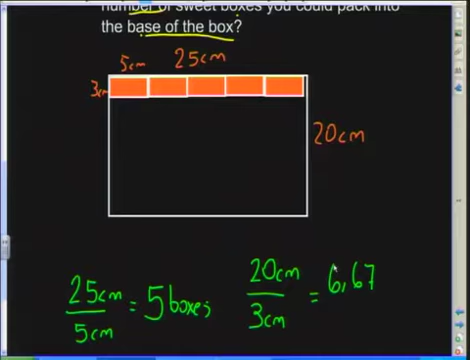 number of sweet boxes you could pack into
the base of the box?
5cm 25cm
3cm
20cm
25cm
5cm
= 5 boxes
20cm
3cm
= 6,67